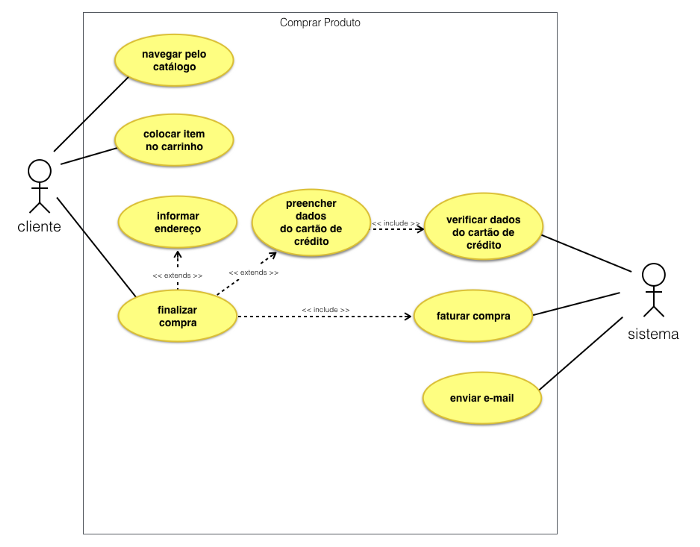 Comprar Produto
navegar pelo
catálogo
colocar item
no carrinho
cliente
informar
endereço
preencher
dados
do cartão de
crédito
<< include >>
verificar dados
do cartão de
crédito
<< extends >>
<< extends >>
finalizar
compra
<< include >>
faturar compra
sistema
enviar e-mail